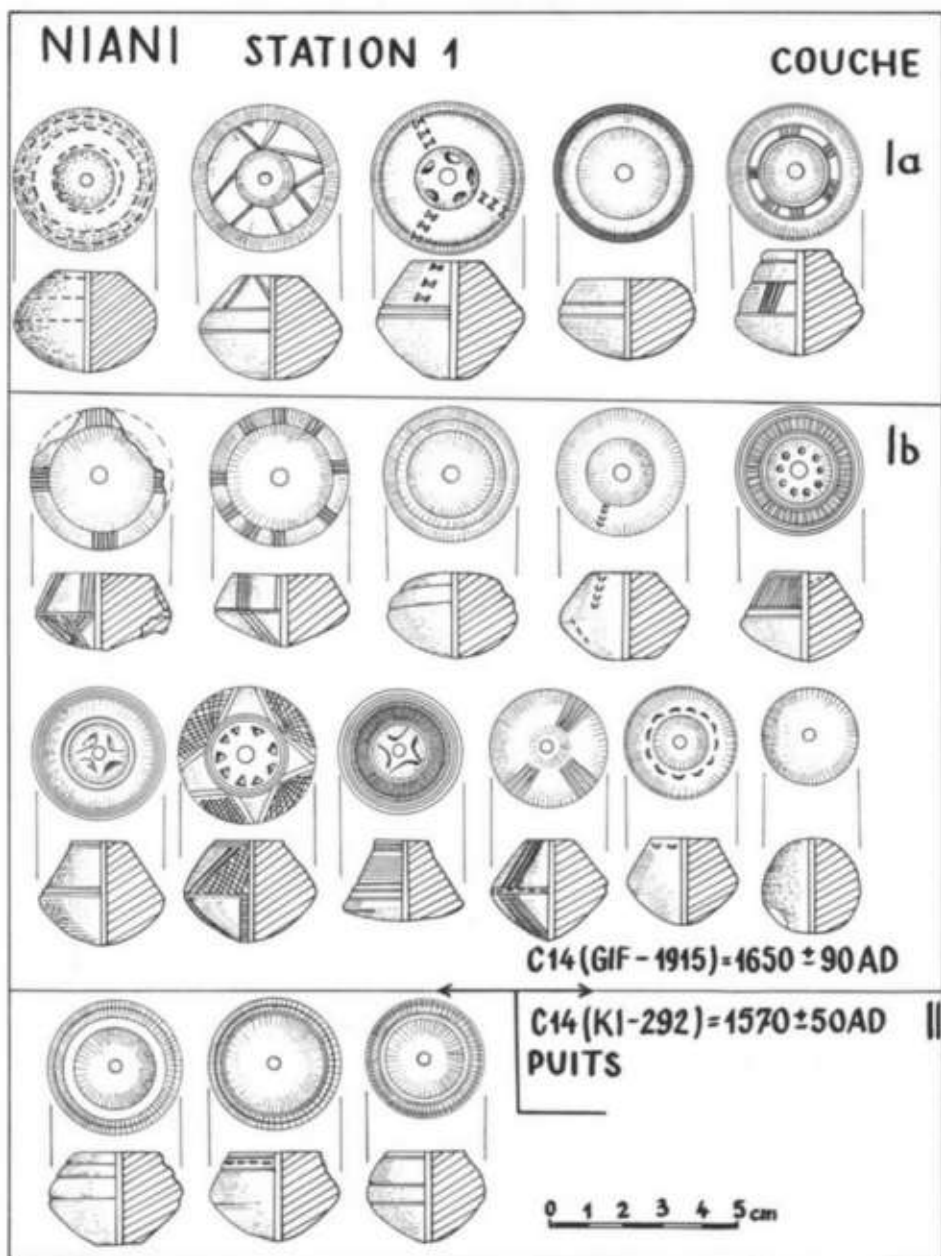 NIANI STATION 1 COUCHE
Ia
Ib
C14 (GIF-1915) = 1650 ± 90 AD
C14 (KI-292) = 1570 ± 50 AD II
PUITS
0 1 2 3 4 5 cm